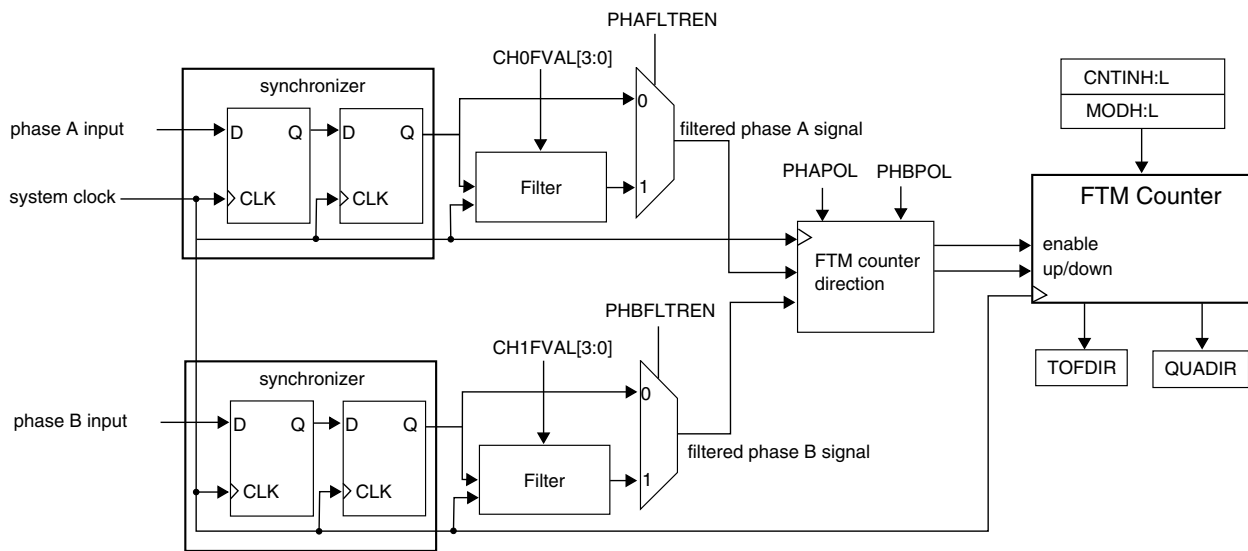 PHAFLTREN
CH0FVAL[3:0]
synchronizer
CNTINH:L
MODH:L
0
phase A input
D Q D Q
filtered phase A signal
Filter
1
system clock
CLK CLK
PHAPOL PHBPOL
FTM Counter
enable
up/down
FTM counter
direction
PHBFLTREN
CH1FVAL[3:0]
TOFDIR QUADIR
synchronizer
0
phase B input
D Q D Q
filtered phase B signal
Filter
1
CLK CLK